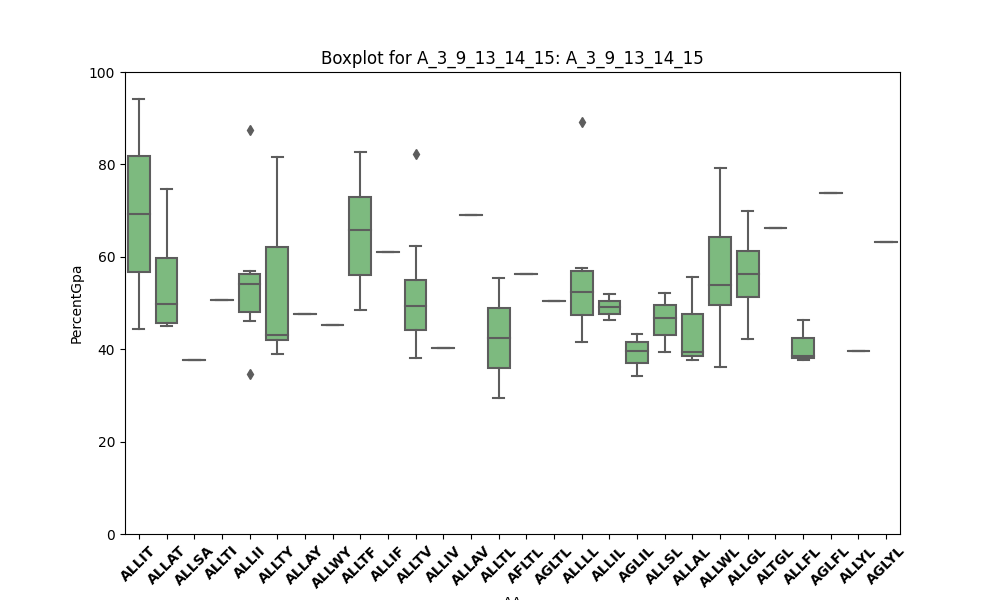 Boxplot for A_3_9_13_14_15: A_3_9_13_14_15
100
80
60
40
20
0
PercentGpa
ALLIT ALLAT ALLSA ALLTI ALLII ALLTY ALLAY ALLWY ALLTF ALLIF ALLTV ALLIV ALLAV ALLTL AFLTL AGLTL ALLLL ALLIL AGLIL ALLSL ALLAL ALLWL ALLGL ALTGL ALLFL AGLFL ALLYL AGLYL